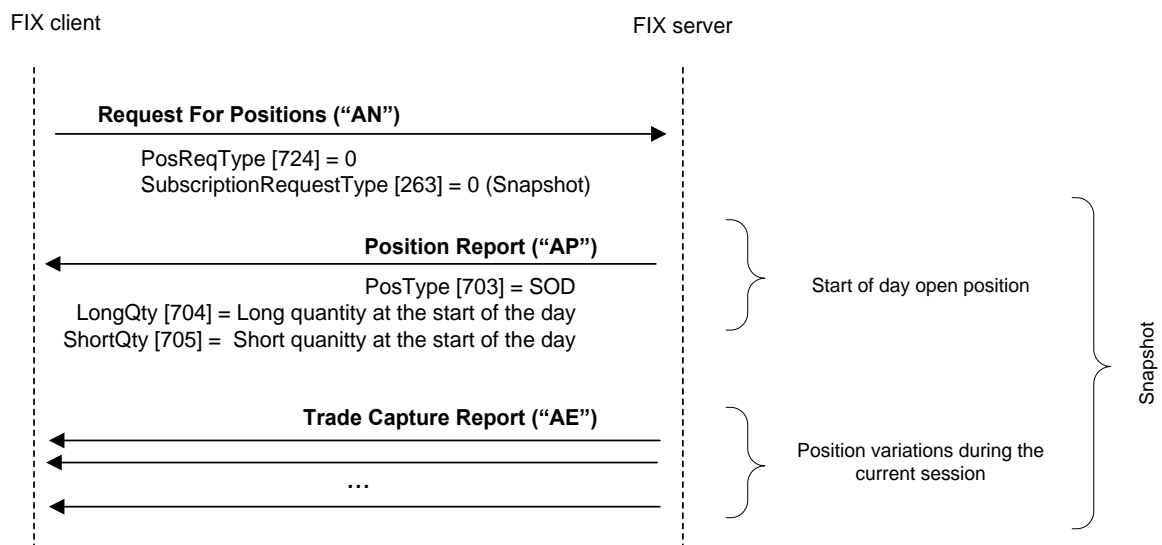 FIX client
FIX server
Request For Positions (“AN”)
PosReqType [724] = 0
SubscriptionRequestType [263] = 0 (Snapshot)
Position Report (“AP”)
PosType [703] = SOD
LongQty [704] = Long quantity at the start of the day
ShortQty [705] =  Short quanitty at the start of the day
Start of day open position
Snapshot
Trade Capture Report (“AE”)
...
Position variations during the
current session